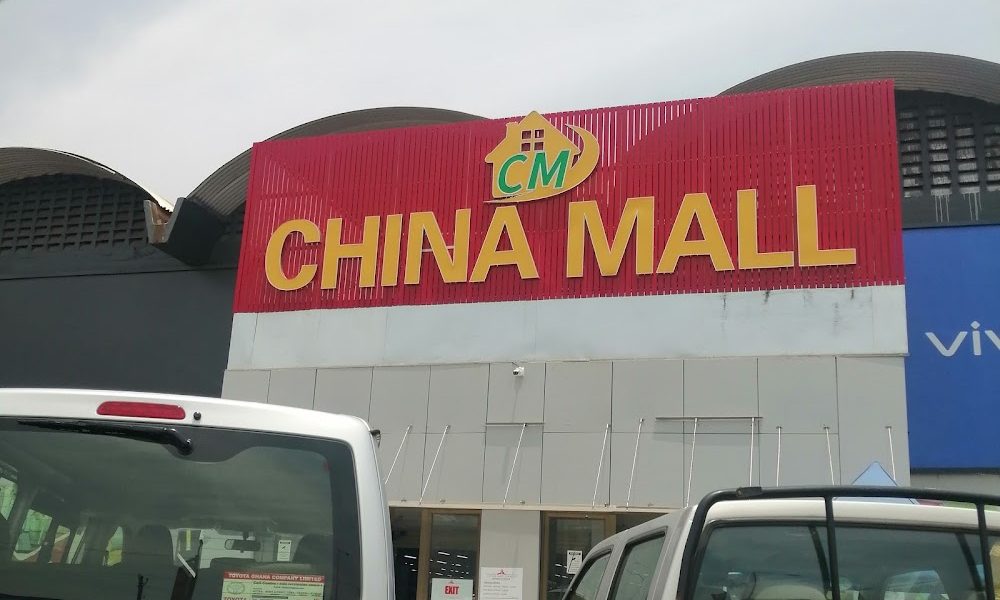 CM
CHINA MALL
viv
TOYOTA GHANA COMPANY LIMITED
EXIT